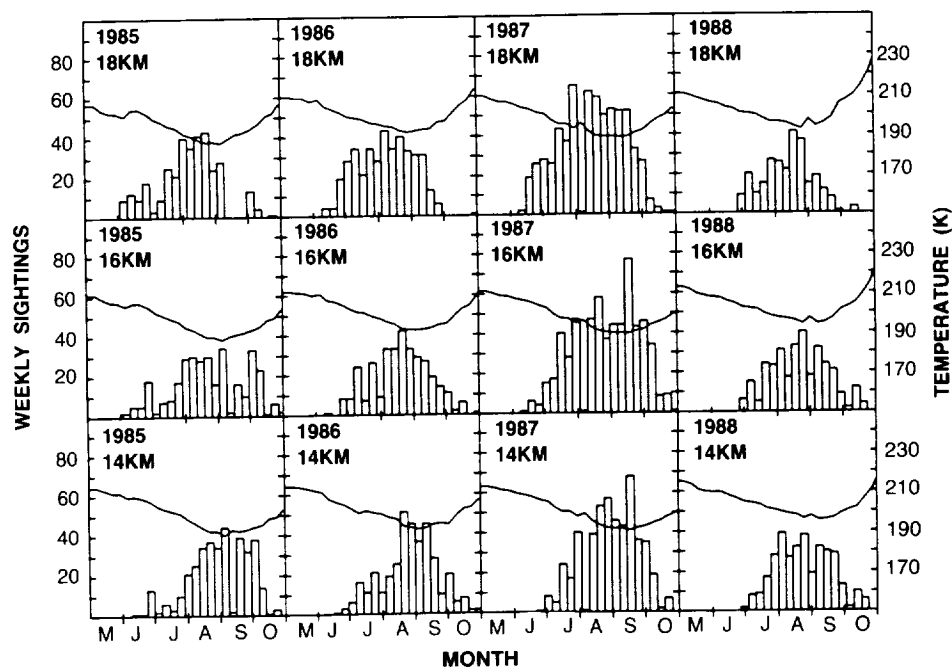 1985
18KM
1986
18KM
1987
18KM
1988
18KM
80
60
40
20
230
210
190
170
1985
16KM
1986
16KM
1987
16KM
1988
16KM
80
60
40
20
230
210
190
170
1985
14KM
1986
14KM
1987
14KM
1988
14KM
80
60
40
20
230
210
190
170
150
WEEKLY SIGHTINGS
TEMPERATURE (K)
M J J A S O M J J A S O M J J A S O M J J A S O
MONTH